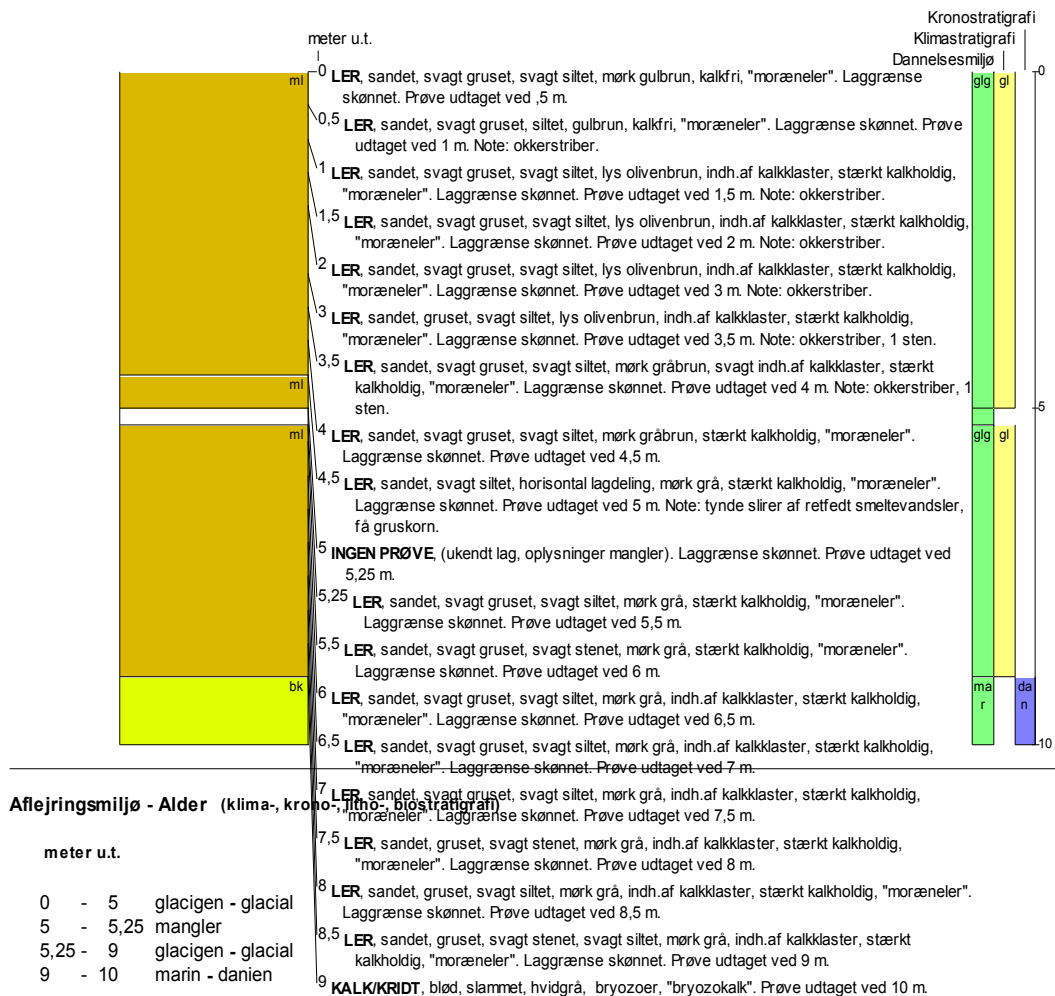 Kronostratigrafi
Klimastratigrafi
Dannelsesmiljø
meter u.t.
ml
0 LER, sandet, svagt gruset, svagt siltet, mørk gulbrun, kalkfri, "moræneler". Laggrænse
skønnet. Prøve udtaget ved ,5 m.
glg gl
0
0,5 LER, sandet, svagt gruset, siltet, gulbrun, kalkfri, "moræneler". Laggrænse skønnet. Prøve
udtaget ved 1 m. Note: okkerstriber.
1 LER, sandet, svagt gruset, svagt siltet, lys olivenbrun, indh.af kalkklaster, stærkt kalkholdig,
"moræneler". Laggrænse skønnet. Prøve udtaget ved 1,5 m. Note: okkerstriber.
1,5 LER, sandet, svagt gruset, svagt siltet, lys olivenbrun, indh.af kalkklaster, stærkt kalkholdig,
"moræneler". Laggrænse skønnet. Prøve udtaget ved 2 m. Note: okkerstriber.
2 LER, sandet, svagt gruset, svagt siltet, lys olivenbrun, indh.af kalkklaster, stærkt kalkholdig,
"moræneler". Laggrænse skønnet. Prøve udtaget ved 3 m. Note: okkerstriber.
3 LER, sandet, gruset, svagt siltet, lys olivenbrun, indh.af kalkklaster, stærkt kalkholdig,
"moræneler". Laggrænse skønnet. Prøve udtaget ved 3,5 m. Note: okkerstriber, 1 sten.
3,5 LER, sandet, svagt gruset, svagt siltet, mørk gråbrun, svagt indh.af kalkklaster, stærkt
kalkholdig, "moræneler". Laggrænse skønnet. Prøve udtaget ved 4 m. Note: okkerstriber, 1
sten.
ml
5
4 LER, sandet, svagt gruset, svagt siltet, mørk gråbrun, stærkt kalkholdig, "moræneler".
Laggrænse skønnet. Prøve udtaget ved 4,5 m.
ml
glg gl
4,5 LER, sandet, svagt siltet, horisontal lagdeling, mørk grå, stærkt kalkholdig, "moræneler".
Laggrænse skønnet. Prøve udtaget ved 5 m. Note: tynde slirer af retfedt smeltevandsler,
få gruskorn.
5 INGEN PRØVE, (ukendt lag, oplysninger mangler). Laggrænse skønnet. Prøve udtaget ved
5,25 m.
5,25 LER, sandet, svagt gruset, svagt siltet, mørk grå, stærkt kalkholdig, "moræneler".
Laggrænse skønnet. Prøve udtaget ved 5,5 m.
5,5 LER, sandet, svagt gruset, svagt stenet, mørk grå, stærkt kalkholdig, "moræneler".
Laggrænse skønnet. Prøve udtaget ved 6 m.
bk
ma
r
da
n
6 LER, sandet, svagt gruset, svagt siltet, mørk grå, indh.af kalkklaster, stærkt kalkholdig,
"moræneler". Laggrænse skønnet. Prøve udtaget ved 6,5 m.
6,5 LER, sandet, svagt gruset, svagt siltet, mørk grå, indh.af kalkklaster, stærkt kalkholdig,
"moræneler". Laggrænse skønnet. Prøve udtaget ved 7 m.
10
7 LER, sandet, svagt gruset, svagt siltet, mørk grå, indh.af kalkklaster, stærkt kalkholdig,
"moræneler". Laggrænse skønnet. Prøve udtaget ved 7,5 m.
7,5 LER, sandet, gruset, svagt stenet, mørk grå, indh.af kalkklaster, stærkt kalkholdig,
"moræneler". Laggrænse skønnet. Prøve udtaget ved 8 m.
8 LER, sandet, gruset, svagt siltet, mørk grå, indh.af kalkklaster, stærkt kalkholdig, "moræneler".
Laggrænse skønnet. Prøve udtaget ved 8,5 m.
8,5 LER, sandet, gruset, svagt stenet, svagt siltet, mørk grå, indh.af kalkklaster, stærkt
kalkholdig, "moræneler". Laggrænse skønnet. Prøve udtaget ved 9 m.
9 KALK/KRIDT, blød, slammet, hvidgrå, bryozoer, "bryozokalk". Prøve udtaget ved 10 m.
Aflejringsmiljø - Alder (klima-, krono-, litho-, biostratigrafi)
meter u.t.
0 - 5 glacigen - glacial
5 - 5,25 mangler
5,25 - 9 glacigen - glacial
9 - 10 marin - danien